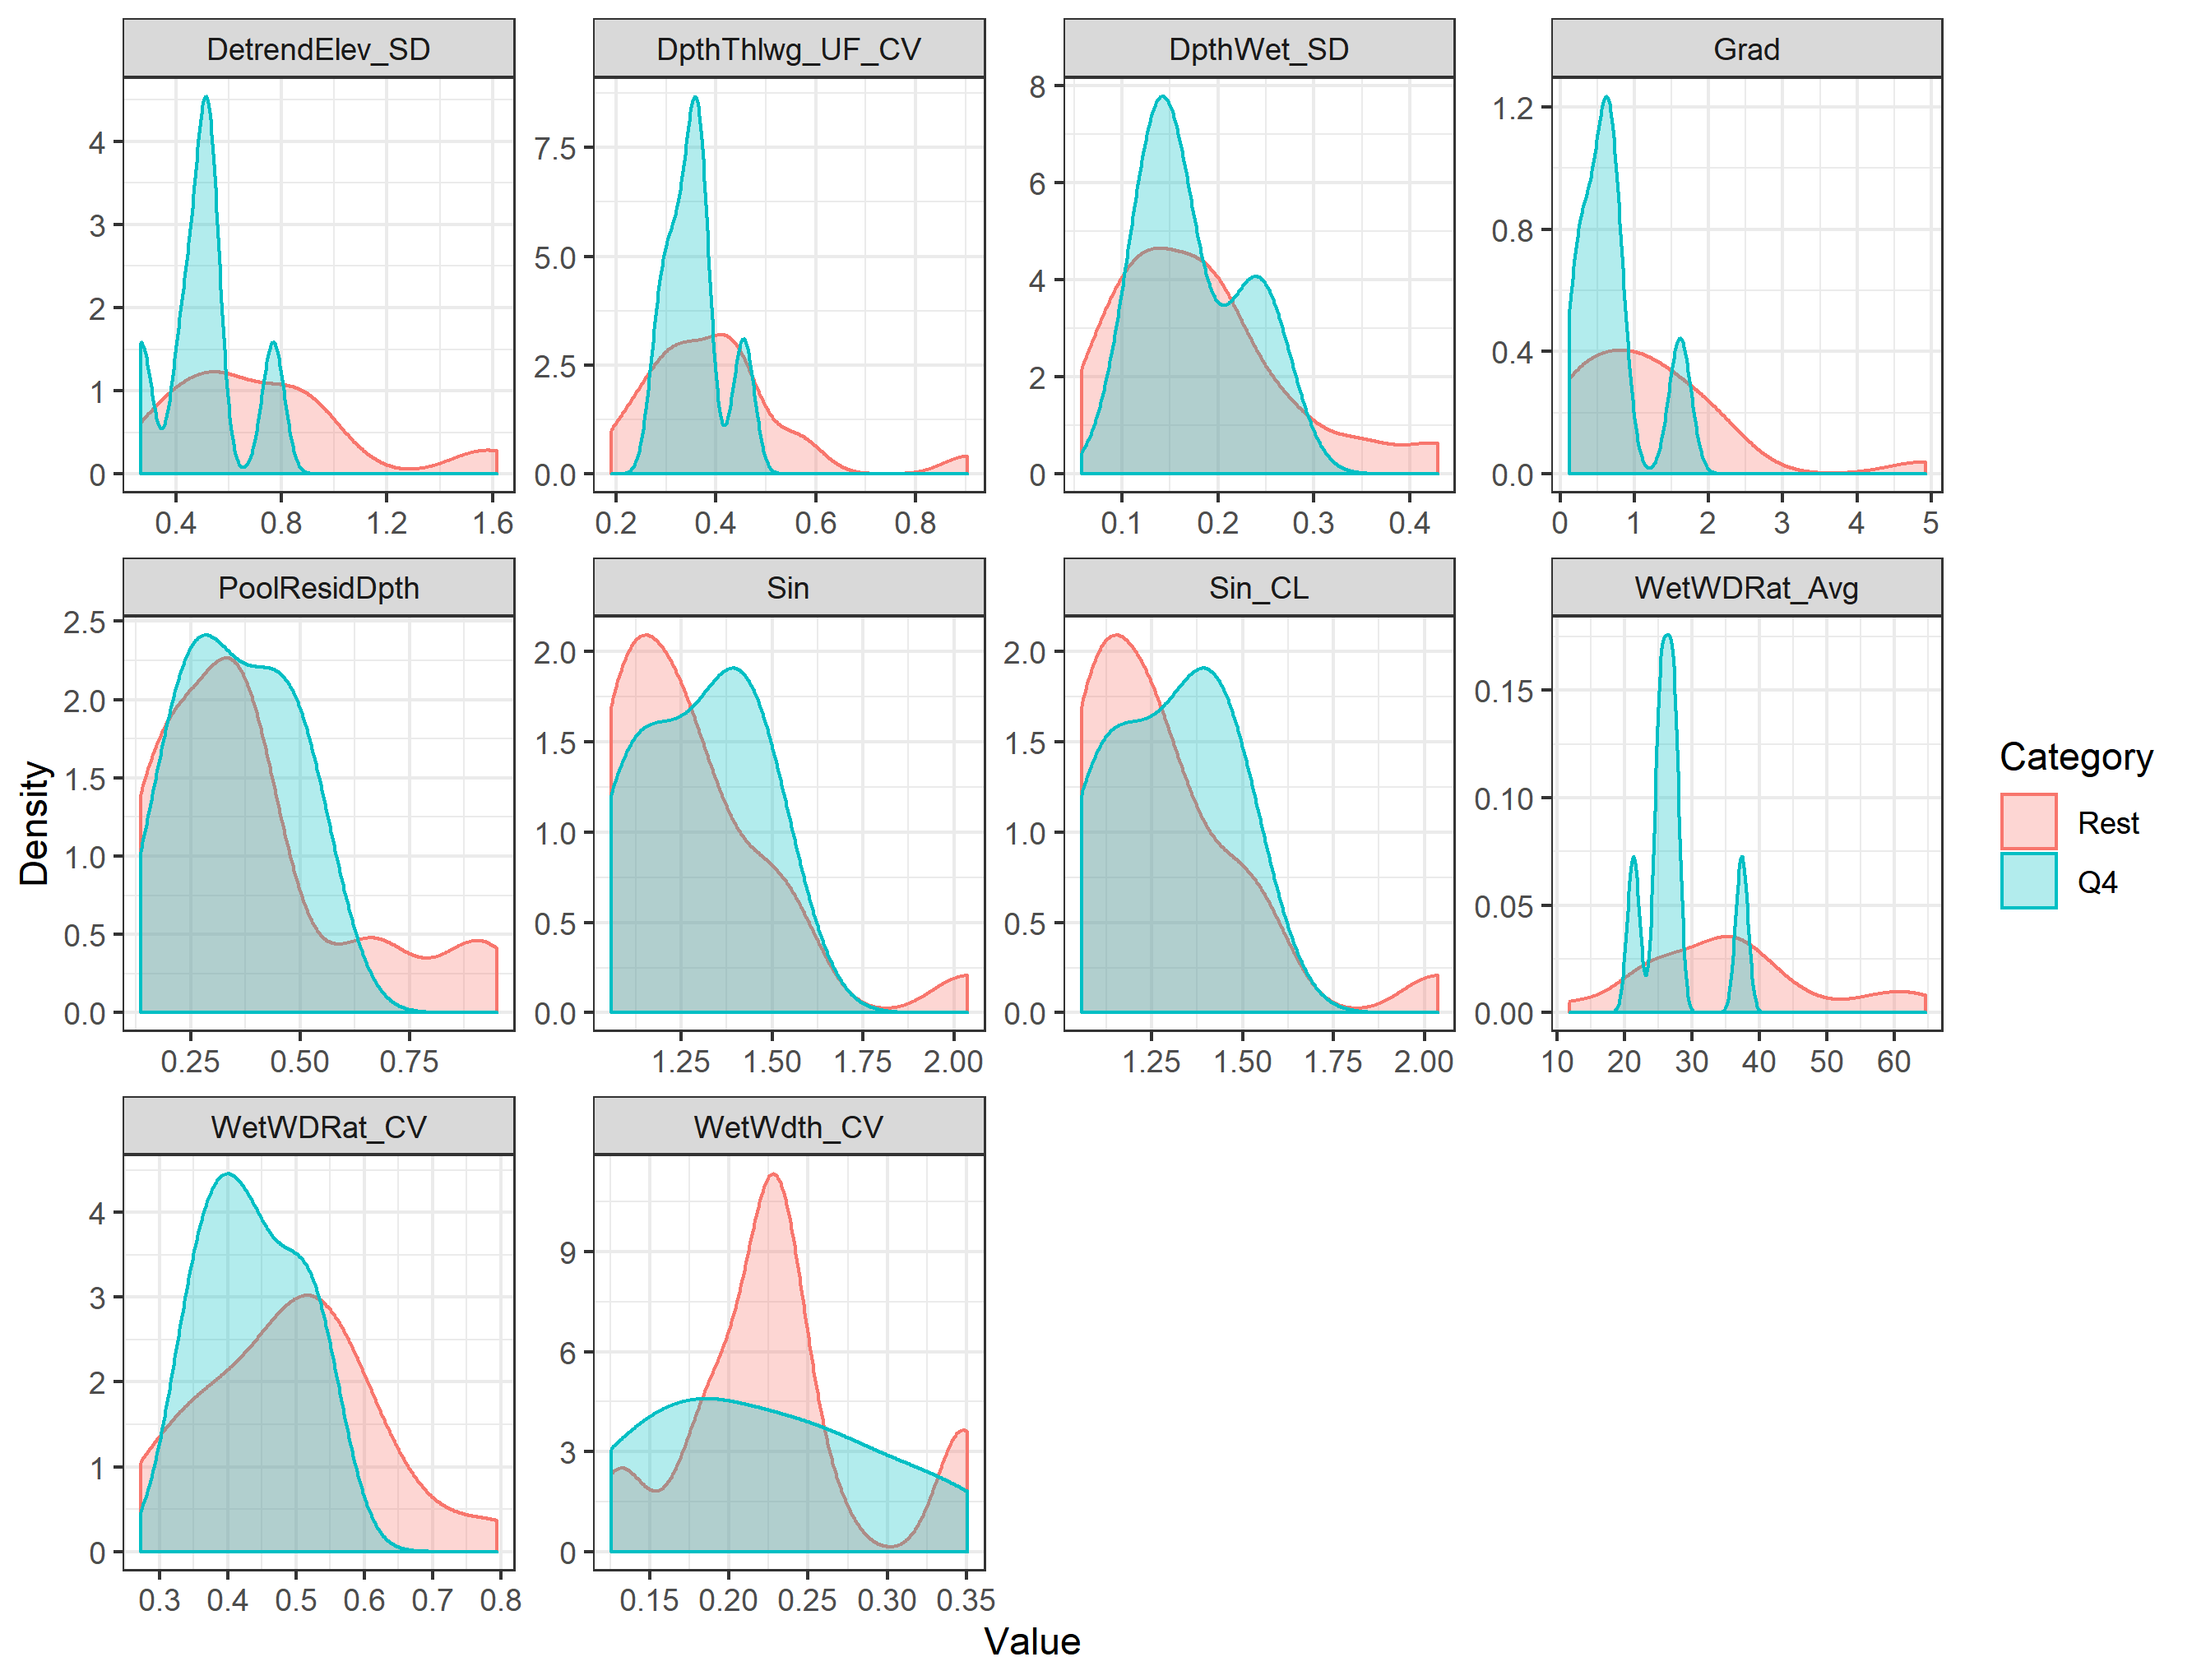 DetrendElev_SD DpthThlwg_UF_CV DpthWet_SD Grad
4 3 2 1 0
7.5 5.0 2.5 0.0
8 6 4 2 0
1.2 0.8 0.4 0.0
0.4 0.8 1.2 1.6 0.2 0.4 0.6 0.8 0.1 0.2 0.3 0.4 0 1 2 3 4 5
PoolResidDpth Sin Sin_CL WetWDRat_Avg
2.5 2.0 1.5 1.0 0.5 0.0
2.0 1.5 1.0 0.5 0.0
2.0 1.5 1.0 0.5 0.0
0.15 0.10 0.05 0.00
0.25 0.50 0.75 1.25 1.50 1.75 2.00 1.25 1.50 1.75 2.00 10 20 30 40 50 60
WetWDRat_CV WetWdth_CV
4 3 2 1 0
9 6 3 0
0.3 0.4 0.5 0.6 0.7 0.8 0.15 0.20 0.25 0.30 0.35
Density
Value
Category
Rest
Q4